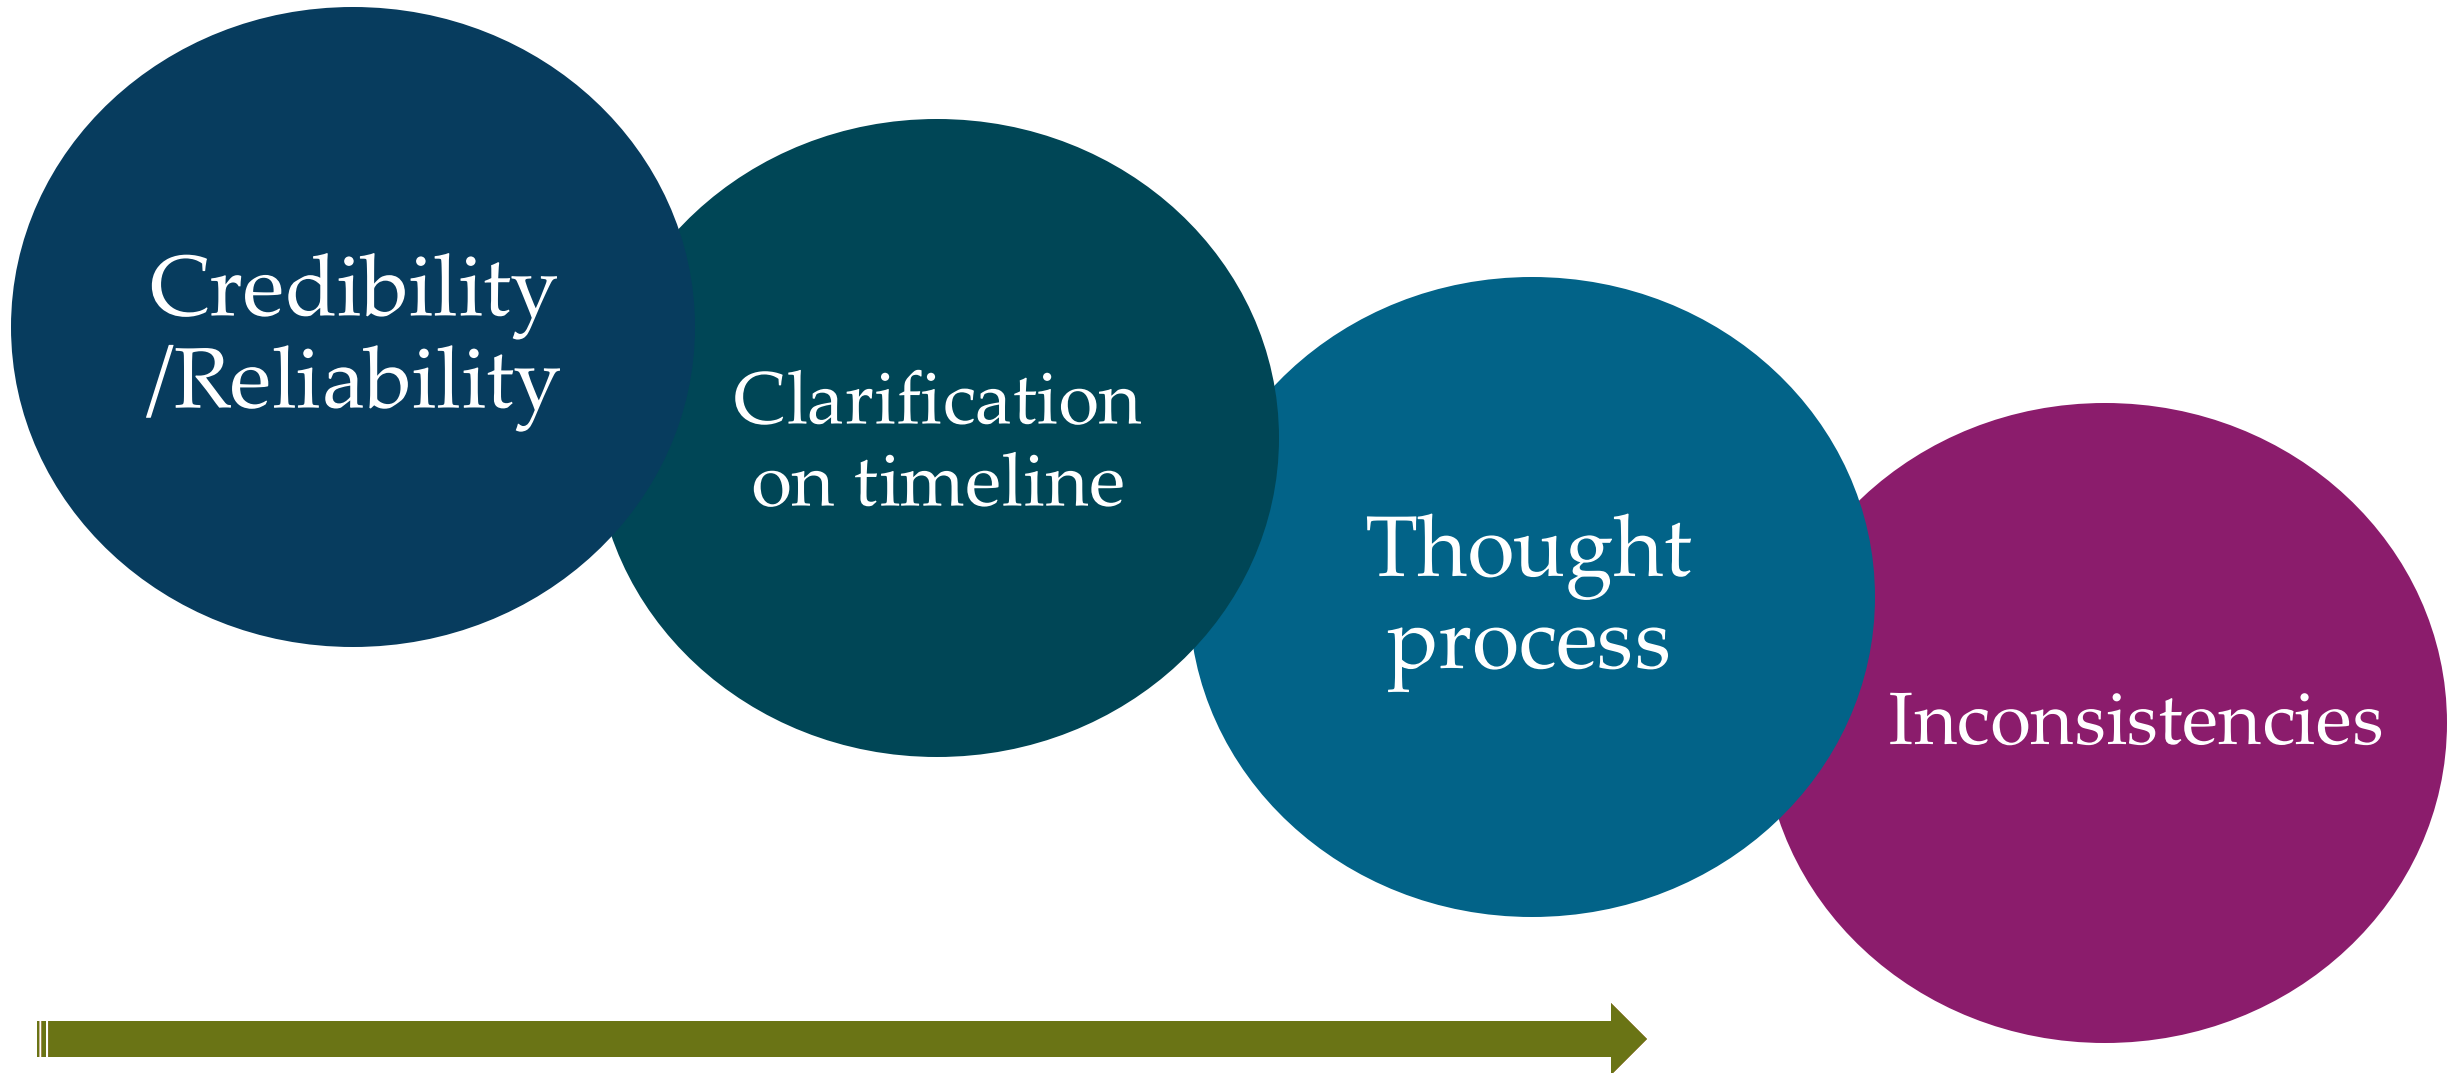 Credibility
/Reliability
Clarification
on timeline
Thought
process
Inconsistencies